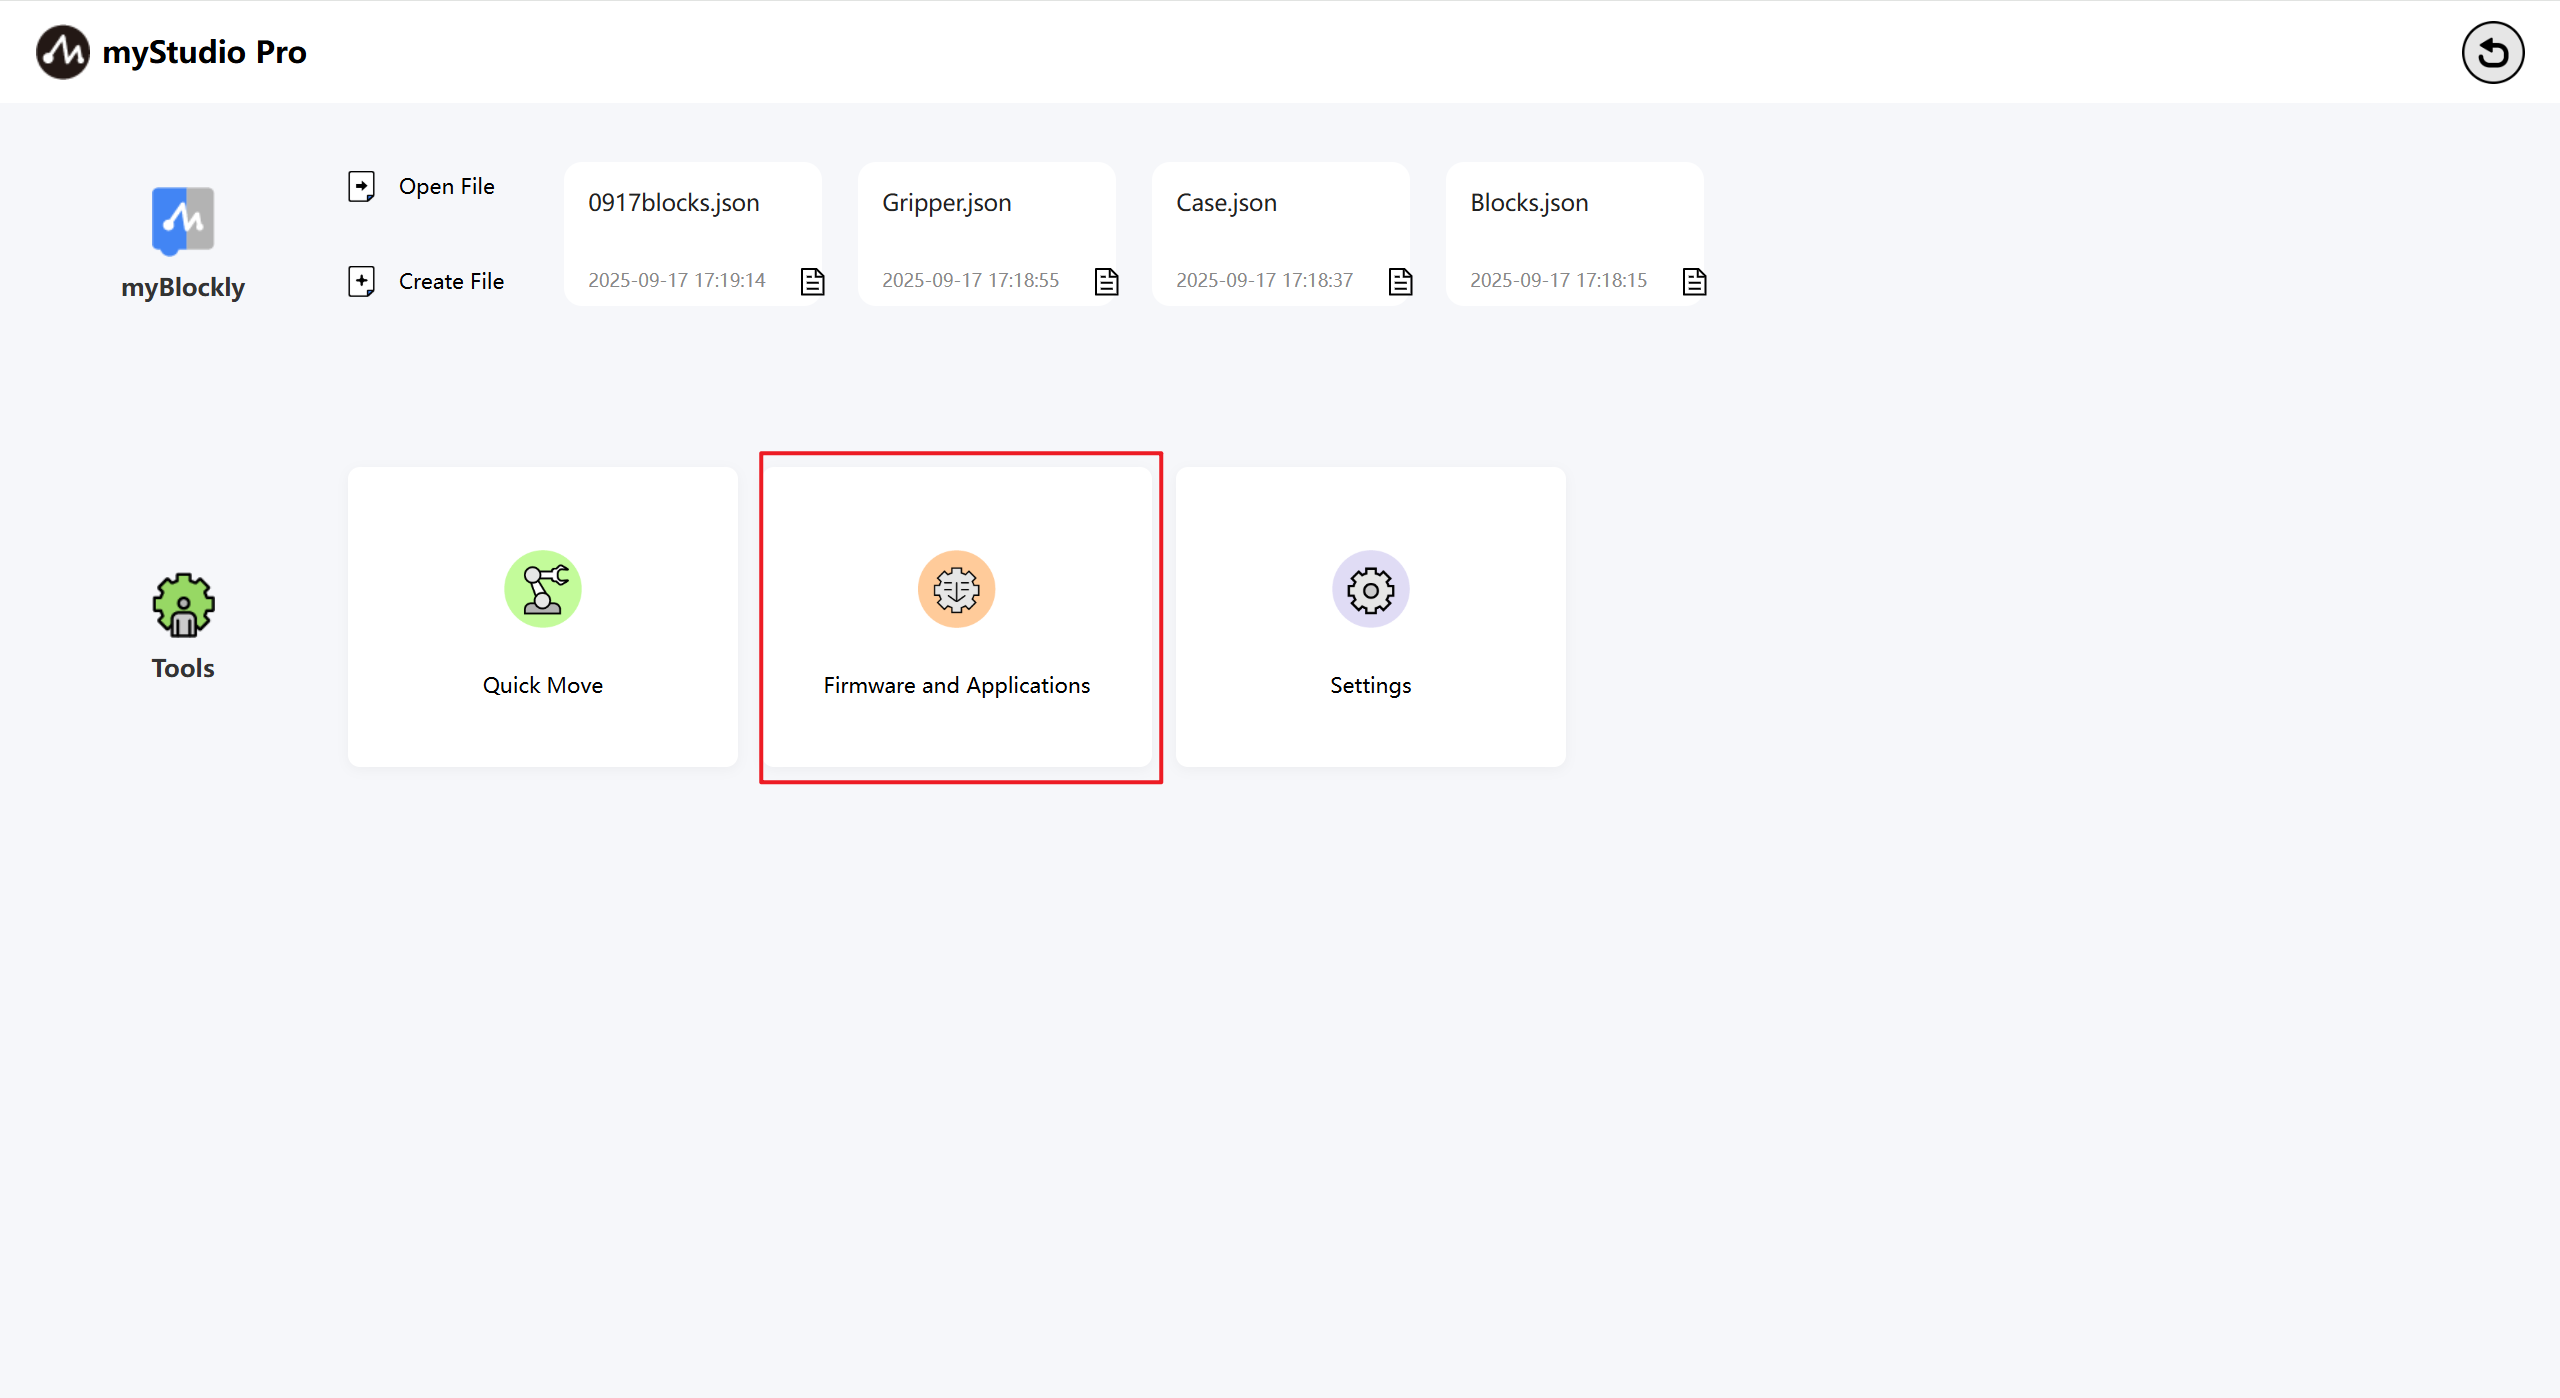 myStudio Pro
Open File
Create File
myBlockly
0917blocks.json
2025-09-17 17:19:14
Gripper.json
2025-09-17 17:18:55
Case.json
2025-09-17 17:18:37
Blocks.json
2025-09-17 17:18:15
Tools
Quick Move
Firmware and Applications
Settings